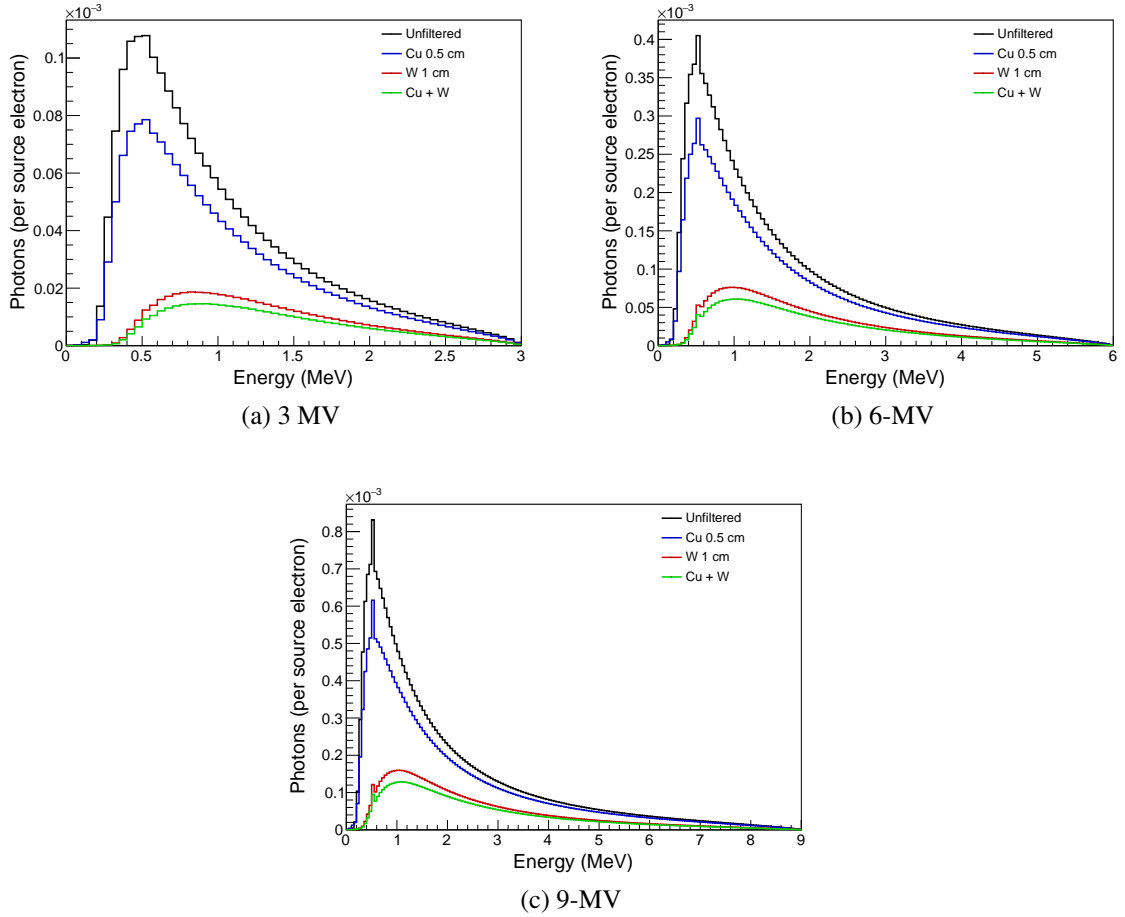 ×10⁻³
Photons (per source electron)
0.1
0.08
0.06
0.04
0.02
0
Unfiltered
Cu 0.5 cm
W 1 cm
Cu + W
0 0.5 1 1.5 2 2.5 3
Energy (MeV)
(a) 3 MV
×10⁻³
Photons (per source electron)
0.4
0.35
0.3
0.25
0.2
0.15
0.1
0.05
0
Unfiltered
Cu 0.5 cm
W 1 cm
Cu + W
0 1 2 3 4 5 6
Energy (MeV)
(b) 6-MV
×10⁻³
Photons (per source electron)
0.8
0.7
0.6
0.5
0.4
0.3
0.2
0.1
0
Unfiltered
Cu 0.5 cm
W 1 cm
Cu + W
0 1 2 3 4 5 6 7 8 9
Energy (MeV)
(c) 9-MV